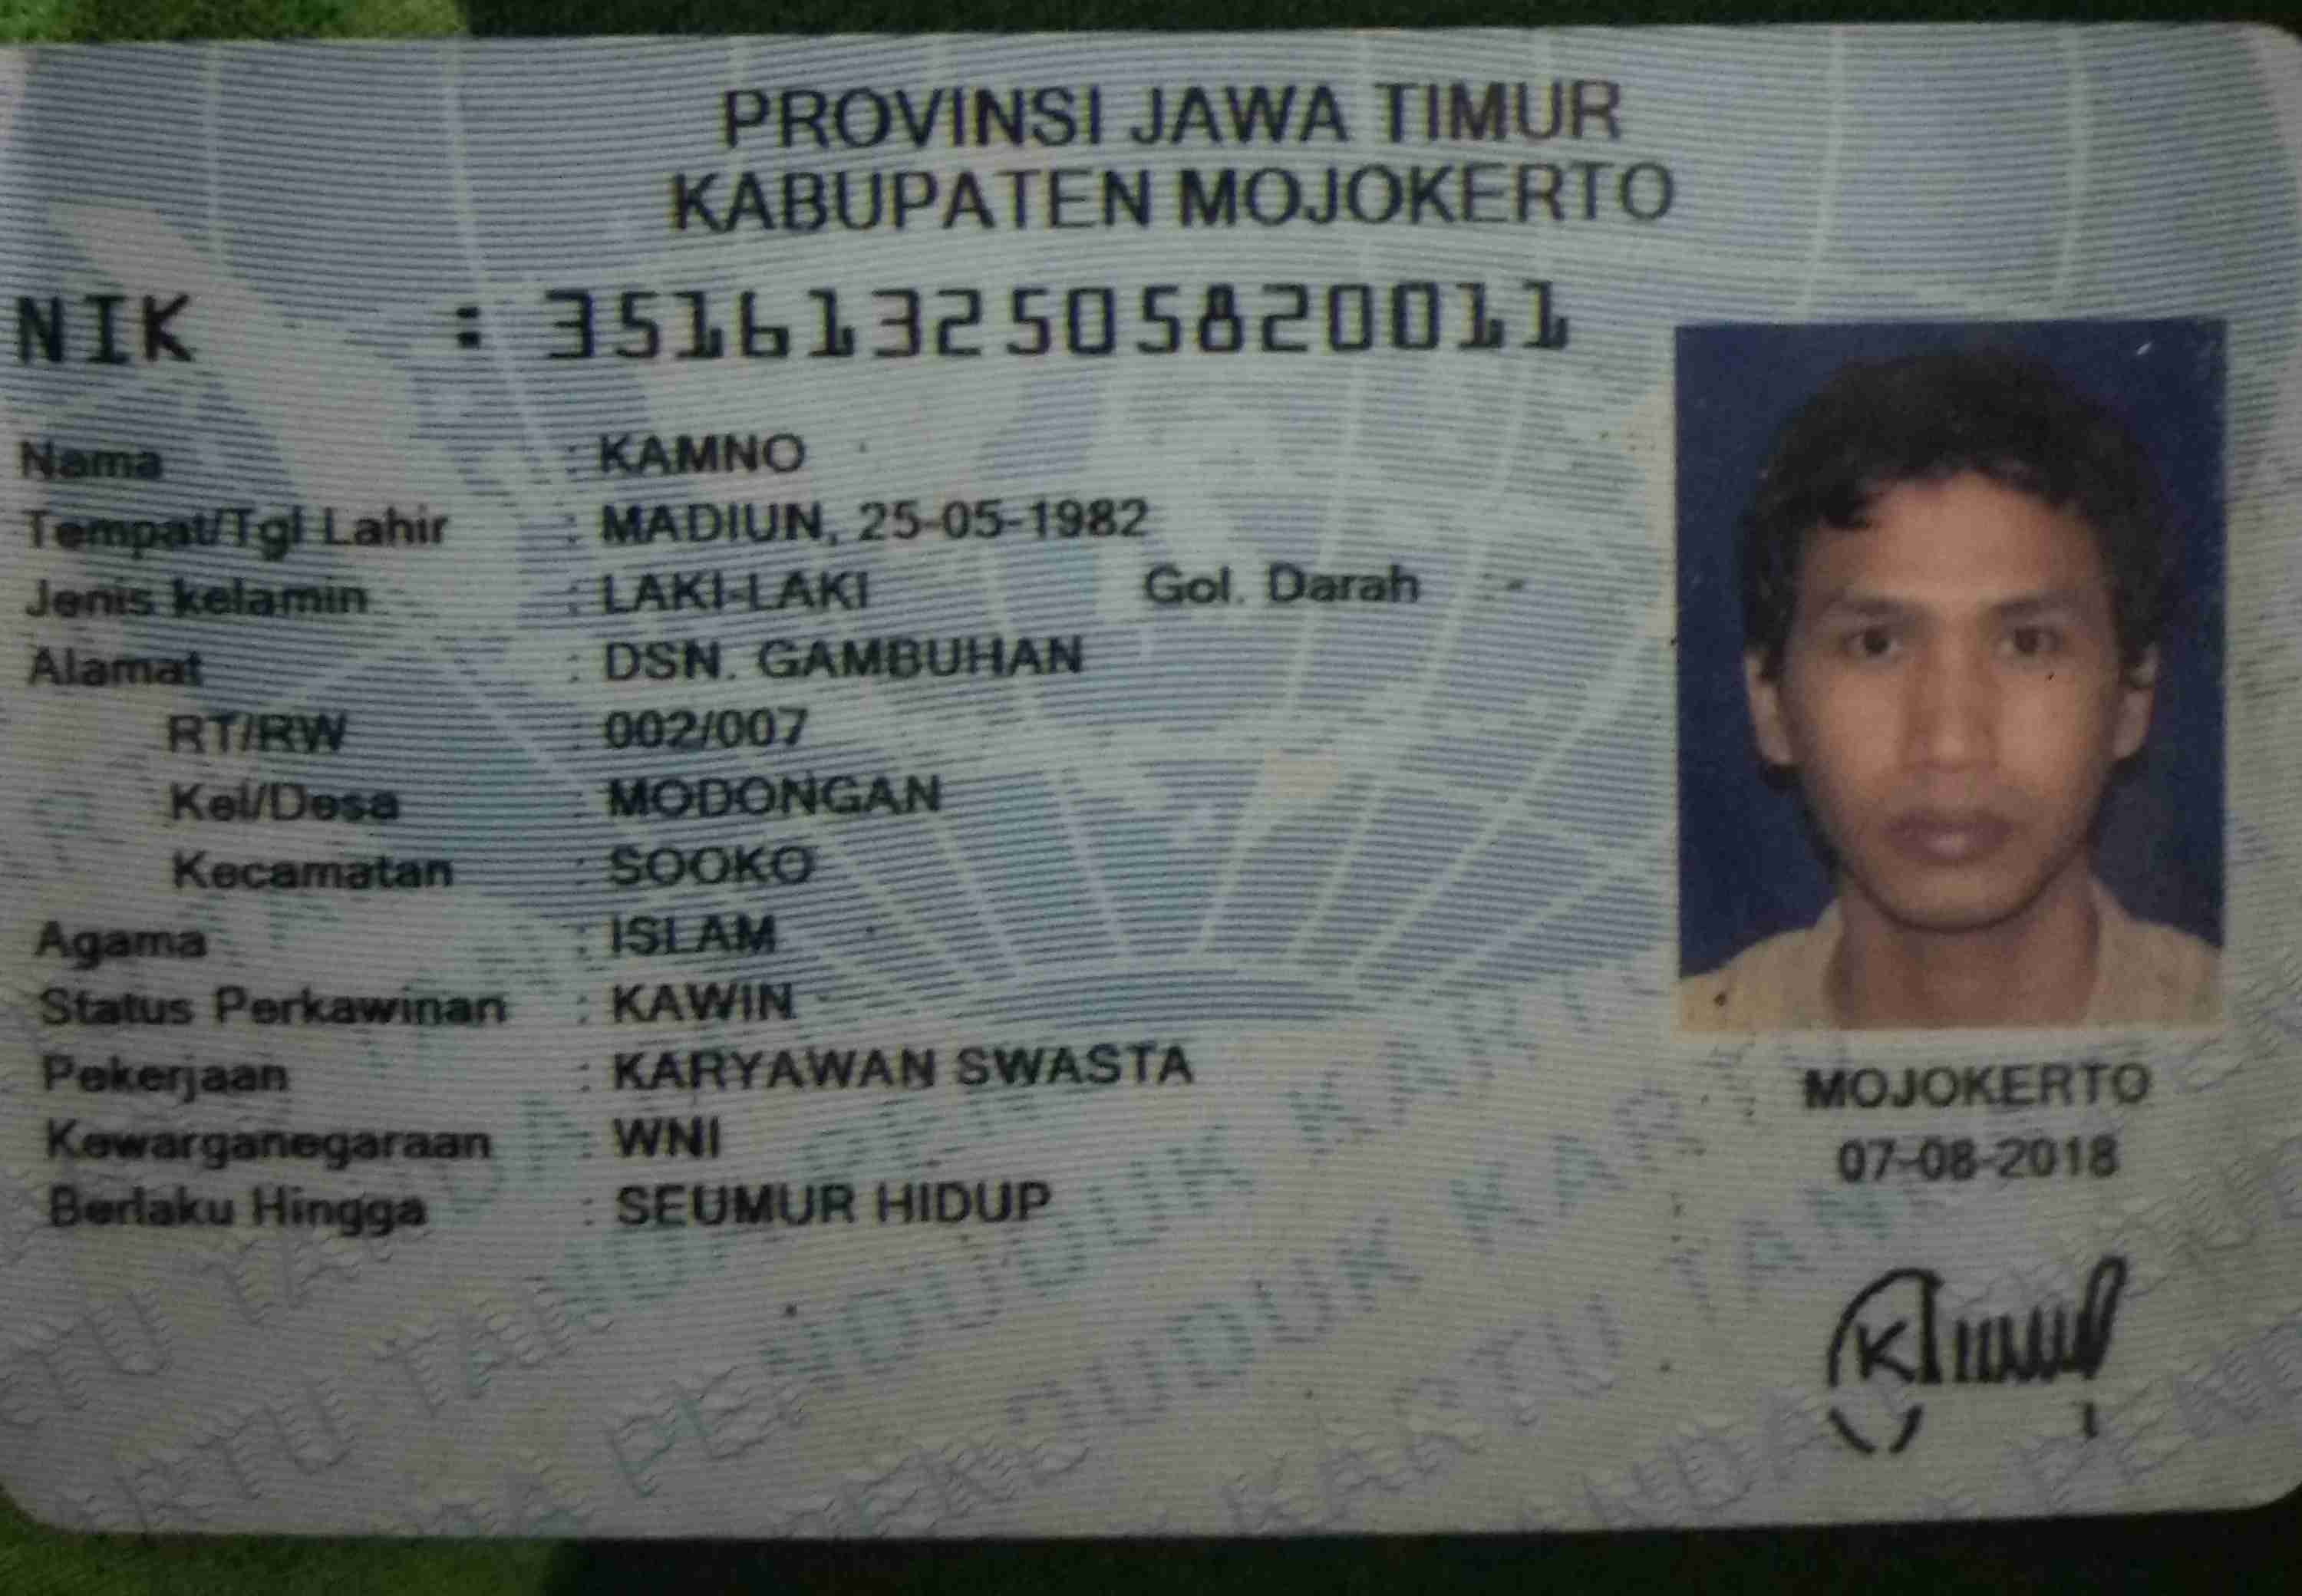 PROVINSI JAWA TIMUR
KABUPATEN MOJOKERTO
NIK : 3516132505820011
Nama : KAMNO
Tempat/Tgl Lahir : MADIUN, 25-05-1982
Jenis kelamin : LAKI-LAKI Gol. Darah : -
Alamat : DSN. GAMBUHAN
RT/RW : 002/007
Kel/Desa : MODONGAN
Kecamatan : SOOKO
Agama : ISLAM
Status Perkawinan : KAWIN
Pekerjaan : KARYAWAN SWASTA
Kewarganegaraan : WNI
Berlaku Hingga : SEUMUR HIDUP
MOJOKERTO
07-08-2018